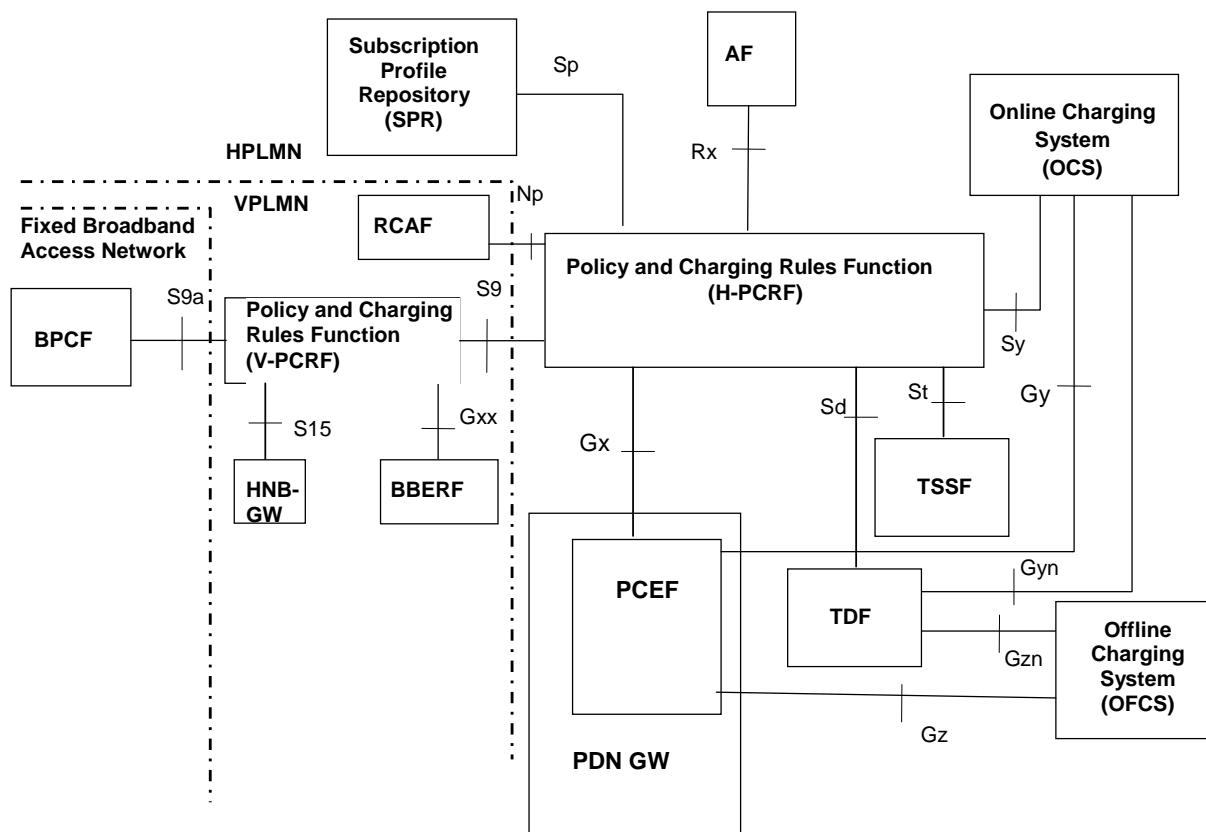 Subscription
Profile
Repository
(SPR)
Sp
AF
Online Charging
System
(OCS)
Rx
HPLMN
VPLMN
Np
Fixed Broadband
Access Network
RCAF
Policy and Charging Rules Function
(H-PCRF)
S9a
S9
BPCF
Policy and Charging
Rules Function
(V-PCRF)
Sy
Gy
St
Sd
S15
Gxx
Gx
HNB-
GW
BBERF
TSSF
PCEF
Gyn
TDF
Gzn
Offline
Charging
System
(OFCS)
Gz
PDN GW